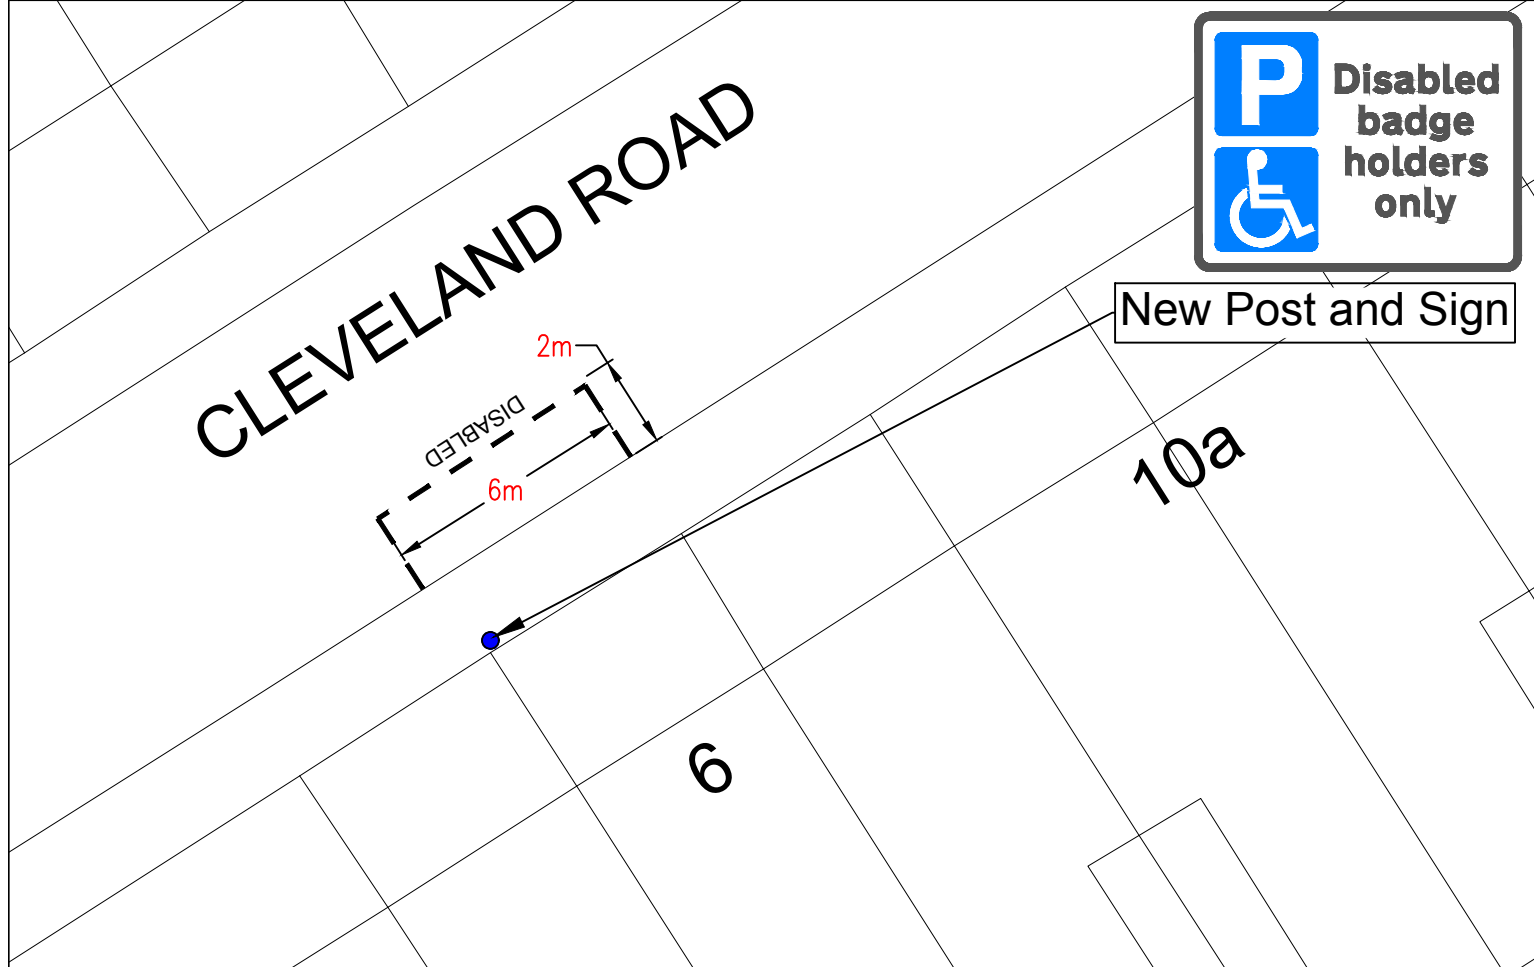 P
Disabled
badge
holders
only
New Post and Sign
CLEVELAND ROAD
2m
DISABLED
6m
10a
6